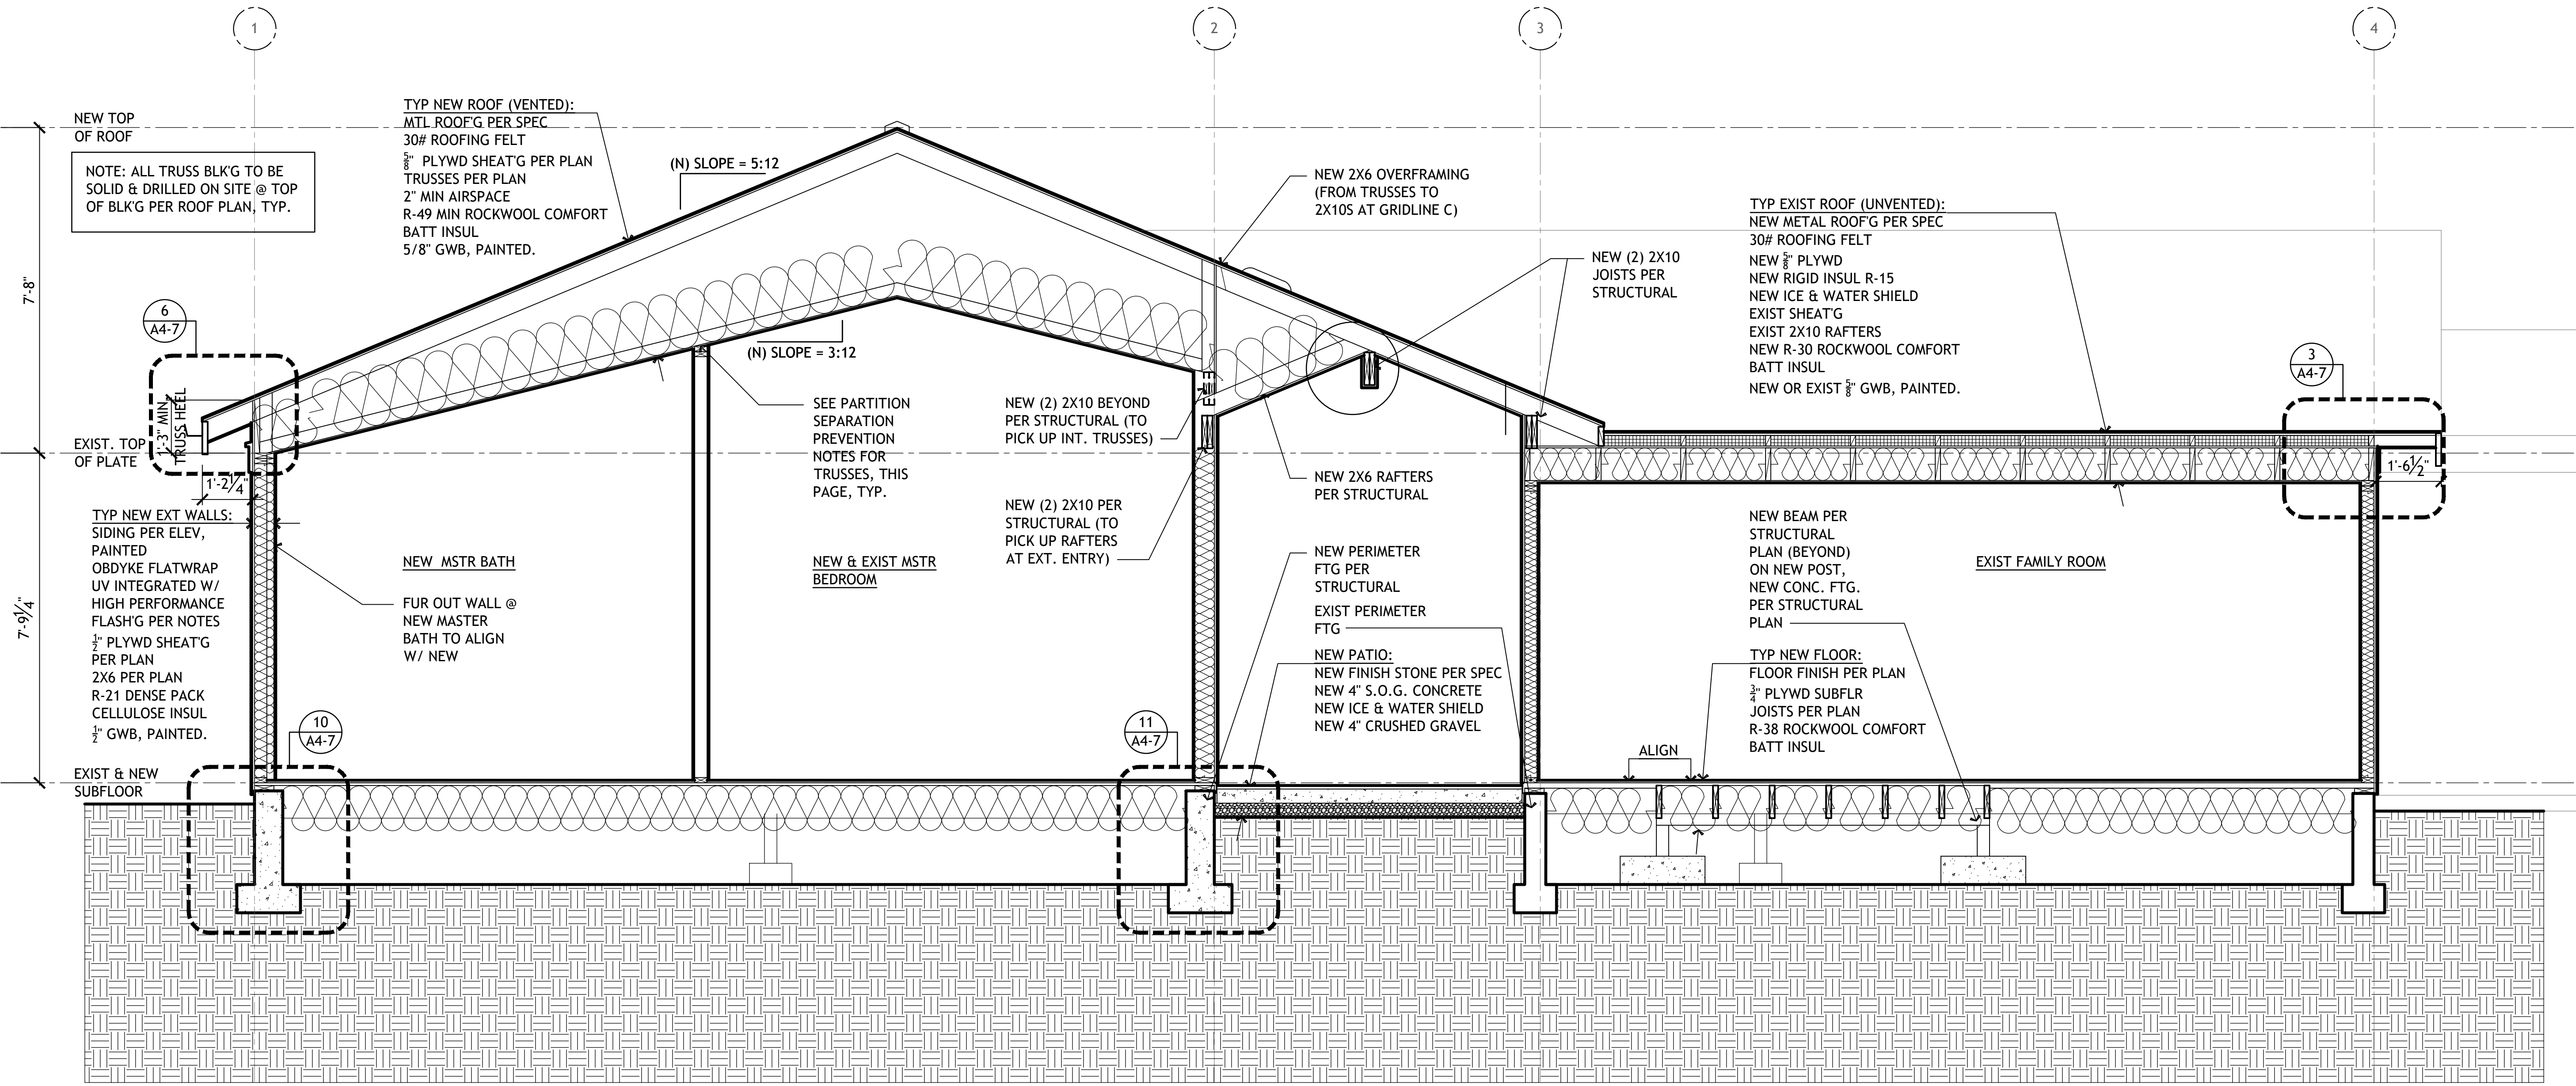 1
2
3
4
NEW TOP
OF ROOF
NOTE: ALL TRUSS BLK'G TO BE
SOLID & DRILLED ON SITE @ TOP
OF BLK'G PER ROOF PLAN, TYP.
TYP NEW ROOF (VENTED):
MTL ROOF'G PER SPEC
30# ROOFING FELT
5/8" PLYWD SHEAT'G PER PLAN
TRUSSES PER PLAN
2" MIN AIRSPACE
R-49 MIN ROCKWOOL COMFORT
BATT INSUL
5/8" GWB, PAINTED.
(N) SLOPE = 5:12
(N) SLOPE = 3:12
NEW 2X6 OVERFRAMING
(FROM TRUSSES TO
2X10S AT GRIDLINE C)
NEW (2) 2X10
JOISTS PER
STRUCTURAL
TYP EXIST ROOF (UNVENTED):
NEW METAL ROOF'G PER SPEC
30# ROOFING FELT
NEW 5/8" PLYWD
NEW RIGID INSUL R-15
NEW ICE & WATER SHIELD
EXIST SHEAT'G
EXIST 2X10 RAFTERS
NEW R-30 ROCKWOOL COMFORT
BATT INSUL
NEW OR EXIST 5/8" GWB, PAINTED.
7'-8"
6
A4-7
3
A4-7
1'-3" MIN
TRUSS HEEL
EXIST. TOP
OF PLATE
1'-2 1/4"
1'-6 1/2"
SEE PARTITION
SEPARATION
PREVENTION
NOTES FOR
TRUSSES, THIS
PAGE, TYP.
NEW (2) 2X10 BEYOND
PER STRUCTURAL (TO
PICK UP INT. TRUSSES)
NEW (2) 2X10 PER
STRUCTURAL (TO
PICK UP RAFTERS
AT EXT. ENTRY)
NEW 2X6 RAFTERS
PER STRUCTURAL
TYP NEW EXT WALLS:
SIDING PER ELEV,
PAINTED
OBDYKE FLATWRAP
UV INTEGRATED W/
HIGH PERFORMANCE
FLASH'G PER NOTES
1/2" PLYWD SHEAT'G
PER PLAN
2X6 PER PLAN
R-21 DENSE PACK
CELLULOSE INSUL
1/2" GWB, PAINTED.
7'-9 1/4"
NEW MSTR BATH
FUR OUT WALL @
NEW MASTER
BATH TO ALIGN
W/ NEW
NEW & EXIST MSTR
BEDROOM
NEW PERIMETER
FTG PER
STRUCTURAL
EXIST PERIMETER
FTG
NEW PATIO:
NEW FINISH STONE PER SPEC
NEW 4" S.O.G. CONCRETE
NEW ICE & WATER SHIELD
NEW 4" CRUSHED GRAVEL
NEW BEAM PER
STRUCTURAL
PLAN (BEYOND)
ON NEW POST,
NEW CONC. FTG.
PER STRUCTURAL
PLAN
EXIST FAMILY ROOM
TYP NEW FLOOR:
FLOOR FINISH PER PLAN
3/4" PLYWD SUBFLR
JOISTS PER PLAN
R-38 ROCKWOOL COMFORT
BATT INSUL
ALIGN
10
A4-7
11
A4-7
EXIST & NEW
SUBFLOOR